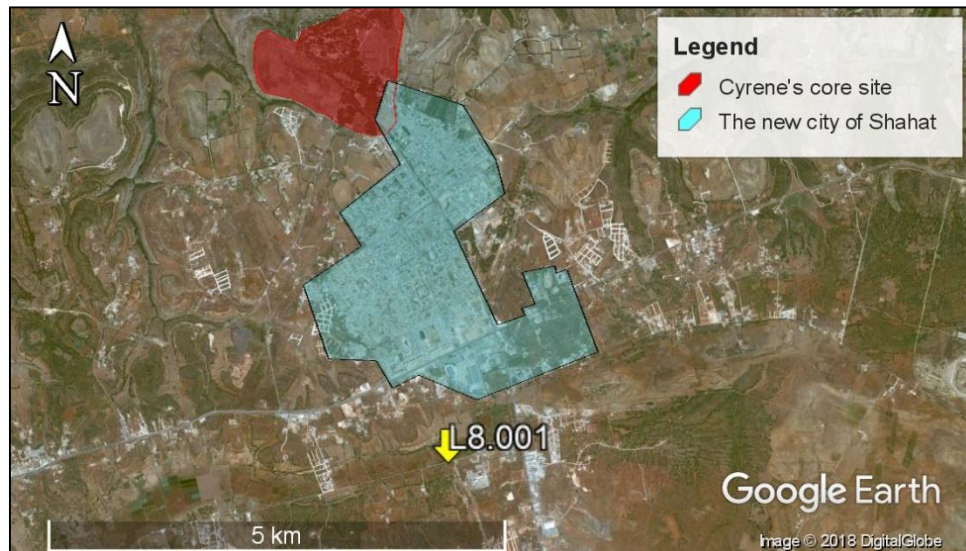 N
Legend
Cyrene's core site
The new city of Shahat
L8.001
5 km
Google Earth
Image © 2018 DigitalGlobe